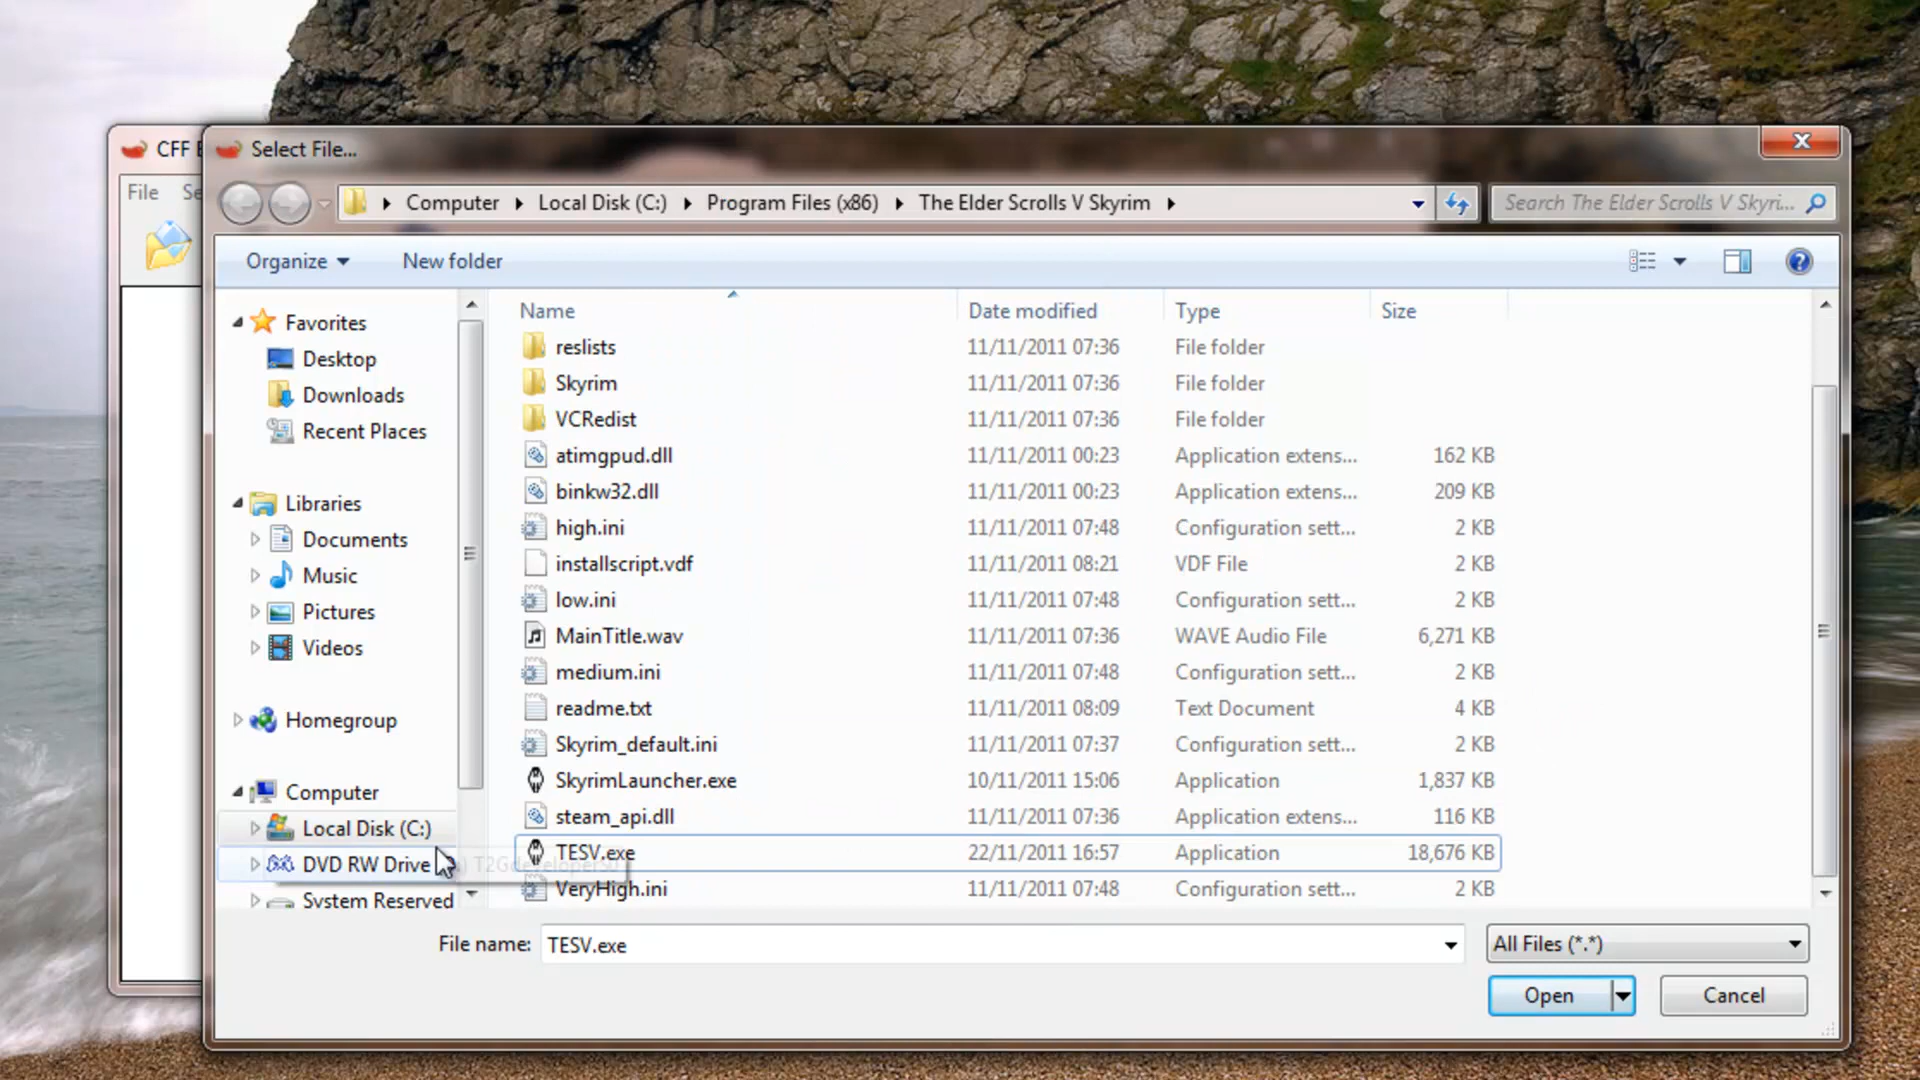 CFF E
Select File...
File
Se
Computer
Local Disk (C:)
Program Files (x86)
The Elder Scrolls V Skyrim
Search The Elder Scrolls V Skyri...
Organize
New folder
Favorites
Desktop
Downloads
Recent Places
Libraries
Documents
Music
Pictures
Videos
Homegroup
Computer
Local Disk (C:)
DVD RW Drive
System Reserved
Name Date modified Type Size
reslists 11/11/2011 07:36 File folder
Skyrim 11/11/2011 07:36 File folder
VCRedist 11/11/2011 07:36 File folder
atimgpud.dll 11/11/2011 00:23 Application extens... 162 KB
binkw32.dll 11/11/2011 00:23 Application extens... 209 KB
high.ini 11/11/2011 07:48 Configuration sett... 2 KB
installscript.vdf 11/11/2011 08:21 VDF File 2 KB
low.ini 11/11/2011 07:48 Configuration sett... 2 KB
MainTitle.wav 11/11/2011 07:36 WAVE Audio File 6,271 KB
medium.ini 11/11/2011 07:48 Configuration sett... 2 KB
readme.txt 11/11/2011 08:09 Text Document 4 KB
Skyrim_default.ini 11/11/2011 07:37 Configuration sett... 2 KB
SkyrimLauncher.exe 10/11/2011 15:06 Application 1,837 KB
steam_api.dll 11/11/2011 07:36 Application extens... 116 KB
TESV.exe 22/11/2011 16:57 Application 18,676 KB
VeryHigh.ini 11/11/2011 07:48 Configuration sett... 2 KB
File name: TESV.exe
All Files (*.*)
Open
Cancel